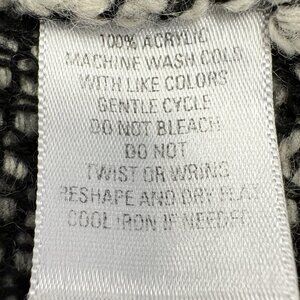 100% ACRYLIC
MACHINE WASH COLD
WITH LIKE COLORS
GENTLE CYCLE
DO NOT BLEACH
DO NOT
TWIST OR WRING
RESHAPE AND DRY FLAT
COOL IRON IF NEEDED